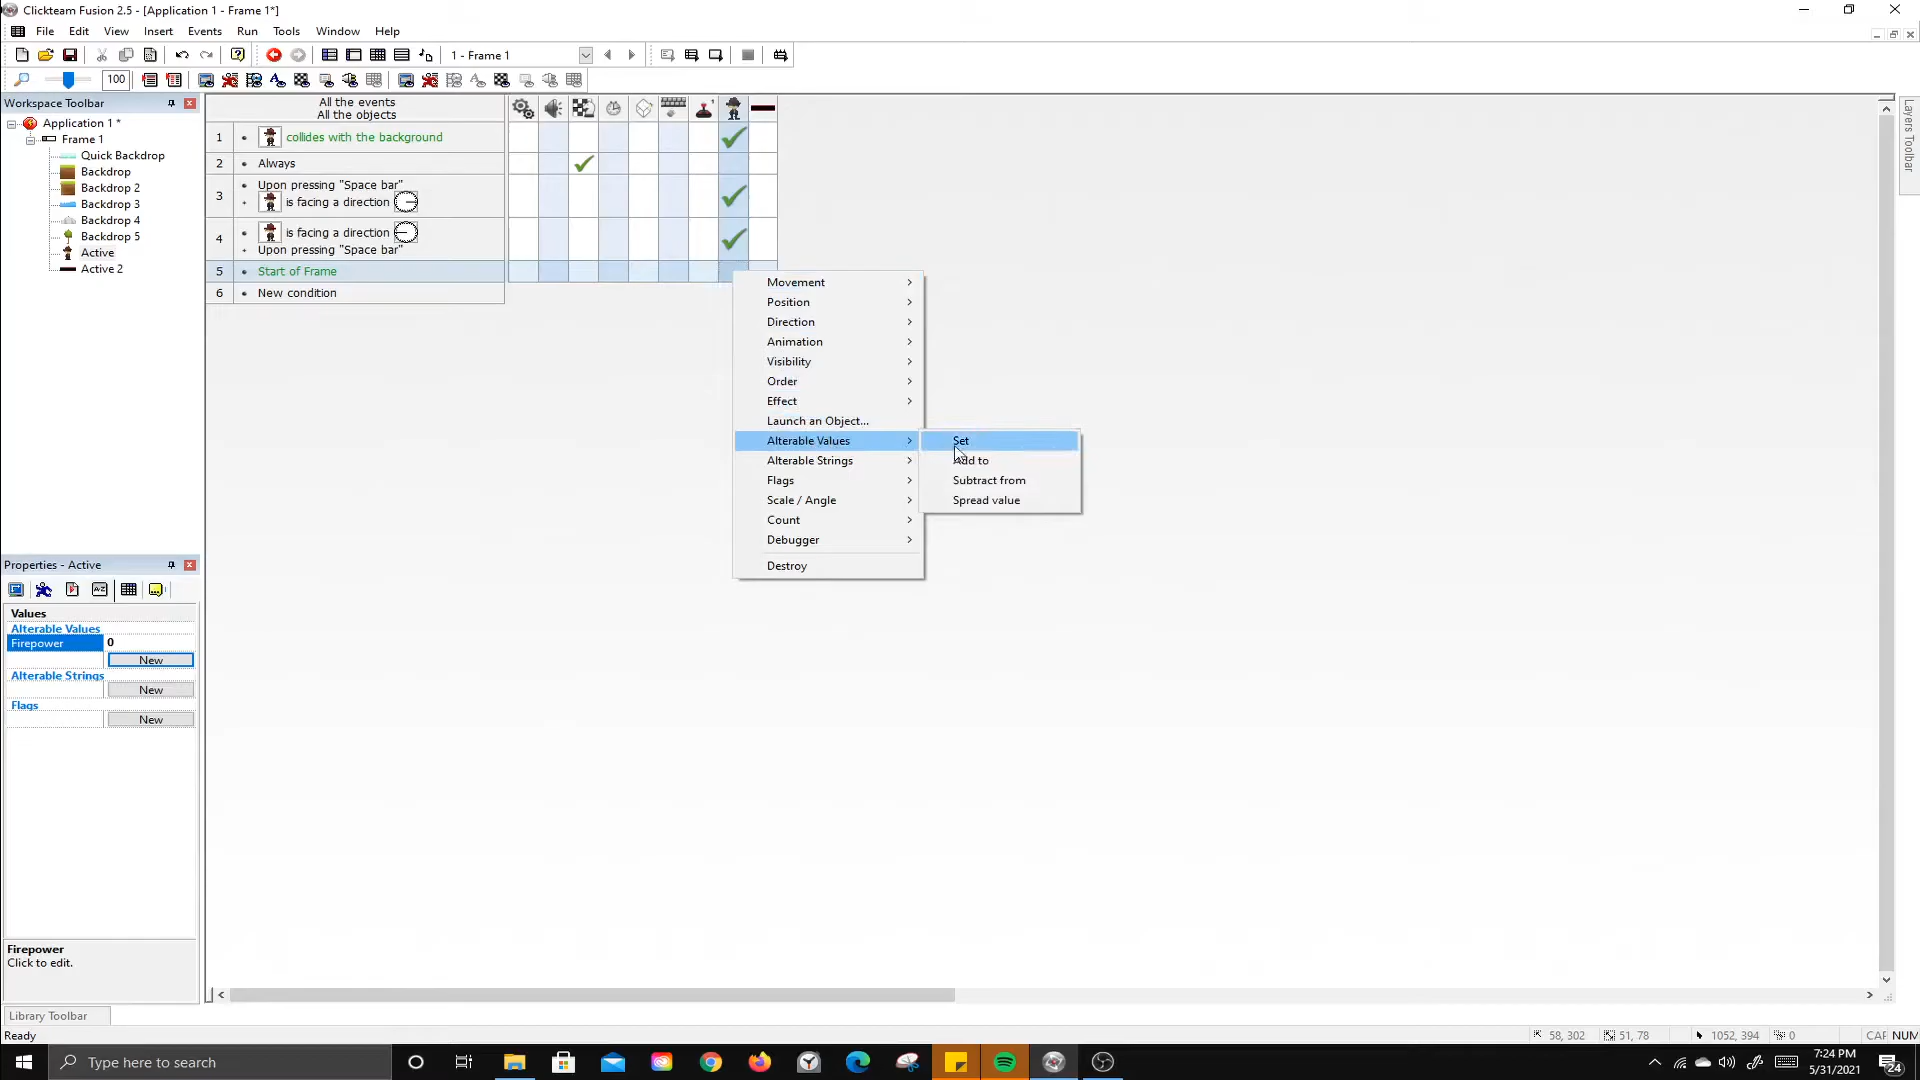 Clickteam Fusion 2.5 - [Application 1 - Frame 1*]
File Edit View Insert Events Run Tools Window Help
1 - Frame 1
100
Workspace Toolbar
Application 1 *
Frame 1
Quick Backdrop
Backdrop
Backdrop 2
Backdrop 3
Backdrop 4
Backdrop 5
Active
Active 2
All the events
All the objects
1 • collides with the background
2 • Always
3 • Upon pressing "Space bar"
• is facing a direction
4 • is facing a direction
• Upon pressing "Space bar"
5 • Start of Frame
6 • New condition
Movement
Position
Direction
Animation
Visibility
Order
Effect
Launch an Object...
Alterable Values
Alterable Strings
Flags
Scale / Angle
Count
Debugger
Destroy
Set
Add to
Subtract from
Spread value
Layers Toolbar
Properties - Active
Values
Alterable Values
Firepower 0
New
Alterable Strings
New
Flags
New
Firepower
Click to edit.
Library Toolbar
Ready
58, 302 51, 78 1052, 394 0 CAP NUM
Type here to search
7:24 PM
5/31/2021
24